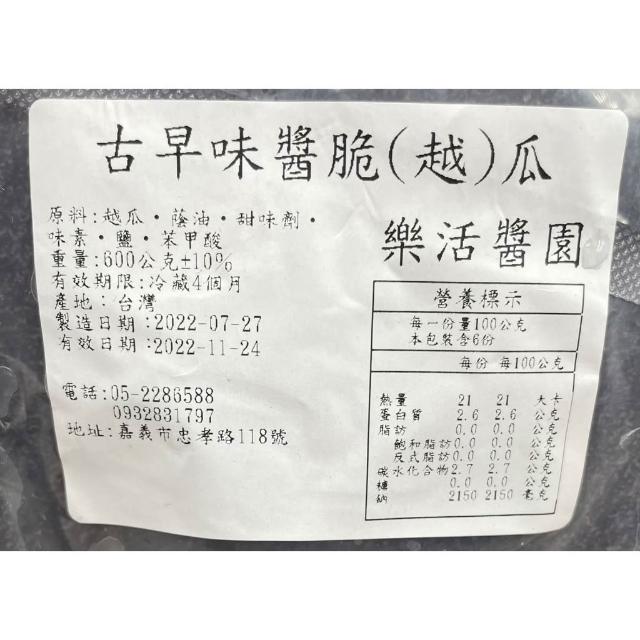 古早味醬脆(越)瓜
原料:越瓜·蔭油·甜味劑·
味素·鹽·苯甲酸
重量:600公克±10%
有效期限:冷藏4個月
產地:台灣
製造日期:2022-07-27
有效日期:2022-11-24
電話:05-2286588
0932831797
地址:嘉義市忠孝路118號
樂活醬園
營養標示
每一份量100公克
本包裝含6份
每份 每100公克
熱量 21 21 大卡
蛋白質 2.6 2.6 公克
脂肪 0.0 0.0 公克
飽和脂肪 0.0 0.0 公克
反式脂肪 0.0 0.0 公克
碳水化合物 2.7 2.7 公克
糖 0.0 0.0 公克
鈉 2150 2150 毫克